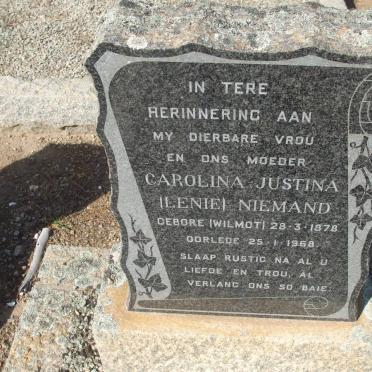 IN TERE
HERINNERING AAN
MY DIERBARE VROU
EN ONS MOEDER
CAROLINA JUSTINA
(LENIE) NIEMAND
GEBORE (WILMOT) 28-3-1878
OORLEDE 25-1-1968
SLAAP RUSTIG NA AL U
LIEFDE EN TROU, AL
VERLANG ONS SO BAIE.